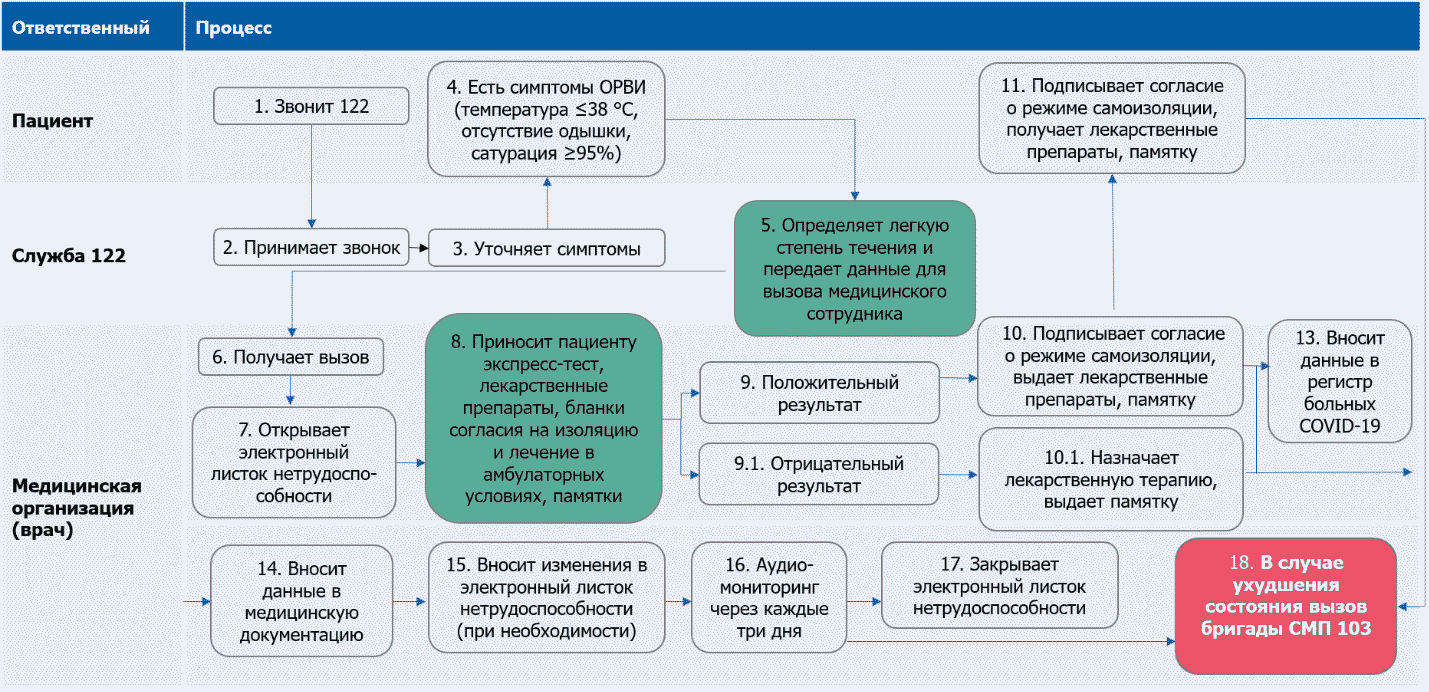 Ответственный
Процесс
Пациент
1. Звонит 122
4. Есть симптомы ОРВИ
(температура ≤38 °C,
отсутствие одышки,
сатурация ≥95%)
11. Подписывает согласие
о режиме самоизоляции,
получает лекарственные
препараты, памятку
Служба 122
2. Принимает звонок
3. Уточняет симптомы
5. Определяет легкую
степень течения и
передает данные для
вызова медицинского
сотрудника
Медицинская
организация
(врач)
6. Получает вызов
7. Открывает
электронный
листок нетрудоспо-
собности
8. Приносит пациенту
экспресс-тест,
лекарственные
препараты, бланки
согласия на изоляцию
и лечение в
амбулаторных
условиях, памятки
9. Положительный
результат
9.1. Отрицательный
результат
10. Подписывает согласие
о режиме самоизоляции,
выдает лекарственные
препараты, памятку
10.1. Назначает
лекарственную терапию,
выдает памятку
13. Вносит
данные в
регистр
больных
COVID-19
14. Вносит
данные в
медицинскую
документацию
15. Вносит изменения в
электронный листок
нетрудоспособности
(при необходимости)
16. Аудио-
мониторинг
через каждые
три дня
17. Закрывает
электронный листок
нетрудоспособности
18. В случае
ухудшения
состояния вызов
бригады СМП 103